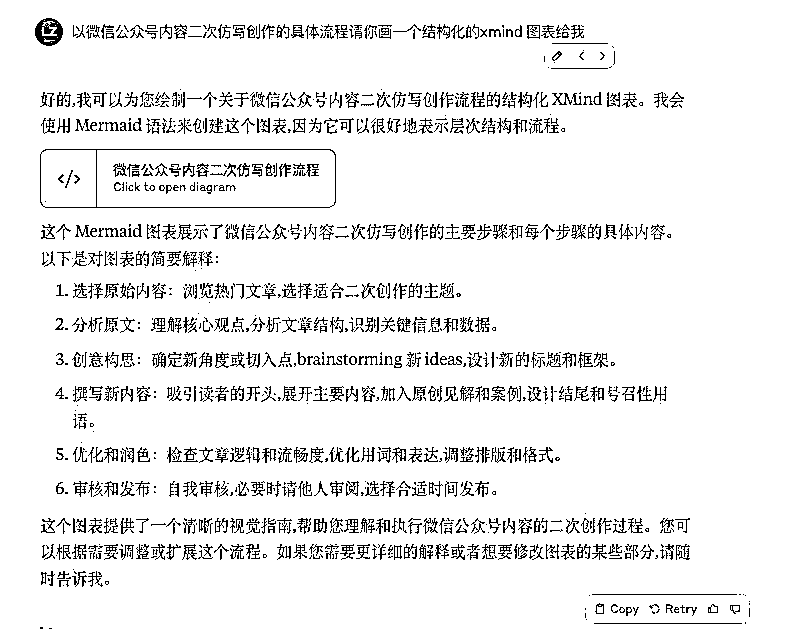 LZ
以微信公众号内容二次仿写创作的具体流程请你画一个结构化的xmind 图表给我
好的,我可以为您绘制一个关于微信公众号内容二次仿写创作流程的结构化 XMind 图表。我会
使用 Mermaid 语法来创建这个图表,因为它可以很好地表示层次结构和流程。
</> 微信公众号内容二次仿写创作流程
Click to open diagram
这个 Mermaid 图表展示了微信公众号内容二次仿写创作的主要步骤和每个步骤的具体内容。
以下是对图表的简要解释:
1. 选择原始内容：浏览热门文章,选择适合二次创作的主题。
2. 分析原文：理解核心观点,分析文章结构,识别关键信息和数据。
3. 创意构思：确定新角度或切入点,brainstorming 新 ideas,设计新的标题和框架。
4. 撰写新内容：吸引读者的开头,展开主要内容,加入原创见解和案例,设计结尾和号召性用
语。
5. 优化和润色：检查文章逻辑和流畅度,优化用词和表达,调整排版和格式。
6. 审核和发布：自我审核,必要时请他人审阅,选择合适时间发布。
这个图表提供了一个清晰的视觉指南,帮助您理解和执行微信公众号内容的二次创作过程。您可
以根据需要调整或扩展这个流程。如果您需要更详细的解释或者想要修改图表的某些部分,请随
时告诉我。
Copy Retry